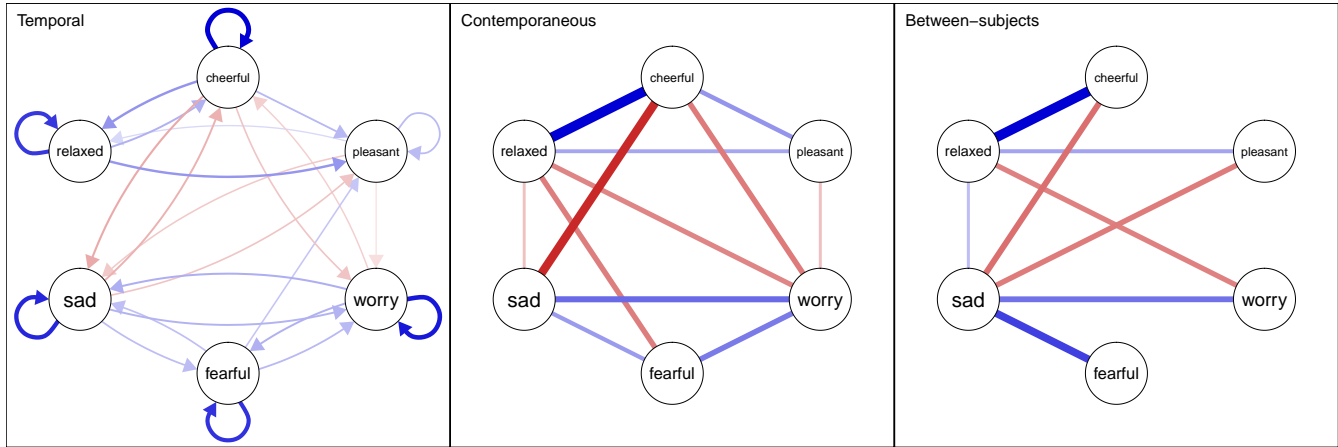 Temporal
cheerful
relaxed
pleasant
sad
worry
fearful
Contemporaneous
cheerful
relaxed
pleasant
sad
worry
fearful
Between−subjects
cheerful
relaxed
pleasant
sad
worry
fearful